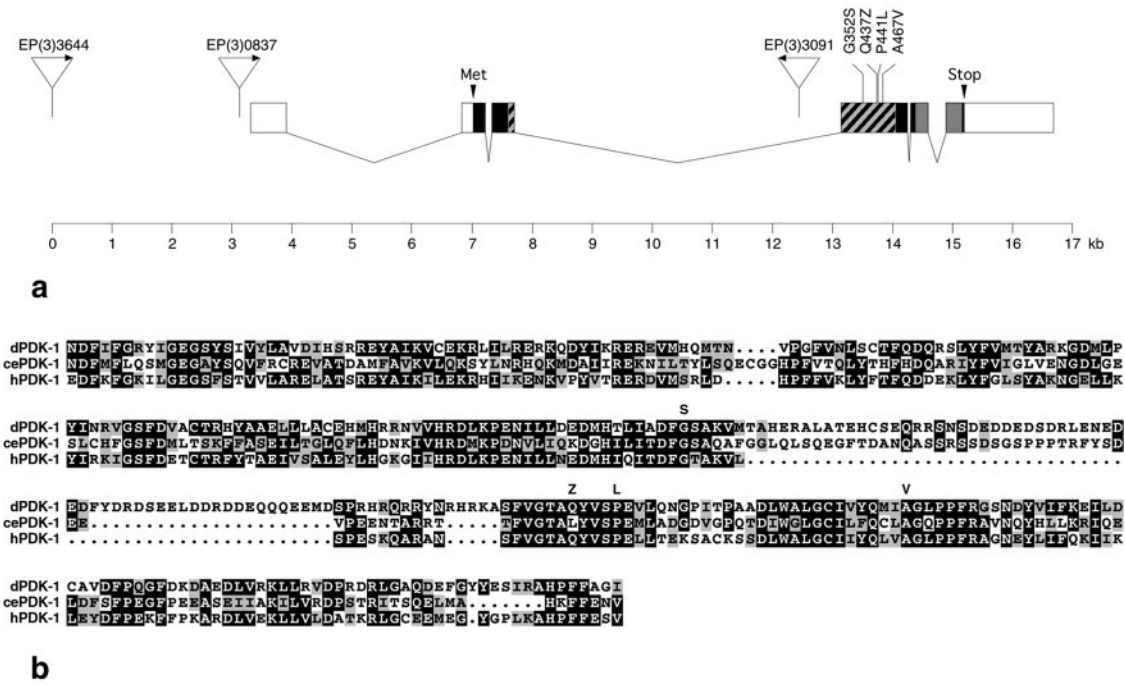 EP(3)3644
EP(3)0837
EP(3)3091
G352S
Q437Z
P441L
A467V
Met
Stop
0 1 2 3 4 5 6 7 8 9 10 11 12 13 14 15 16 17 kb
a
dPDK-1 NDFIFGRYIGEGSYSIVYLAVDIHSRREYAIKVCEKRLILRERKQDYIKREREVMHQMTN....VPGFVNLSCTFQDQRSLYFVMTYARKGDMLP
cePDK-1 NDFMFLQSMGEGAYSQVFRCREVATDAMFAVKVLQKSYLNRHQKMDAIIREKNILTYLSQECGGHPFVTQLYTHFHDQARIYFVIGLVENGDLGE
hPDK-1 EDFKFGKILGEGSFSTVVLARELATSREYAIKILEKRHIIKENKVPYVTRERDVMSRLD.....HPFFVKLYFTFQDDEKLYFGLSYAKNGELLK
S
dPDK-1 YINRVGSFDVACTRHYAAELLLACEHMHRRNVVHRDLKPENILLDEDMHTLIADFGSAKVMTAHERALATEHCSEQRRSNSDEDDEDSDRLENED
cePDK-1 SLCHFGSFDMLTSKFFASEILTGLQFLHDNKIVHRDMKPDNVLIQKDGHILITDFGSAQAFGGLQLSQEGFTDANQASSRSSDSGSPPPTRFYSD
hPDK-1 YIRKIGSFDETCTRFYTAEIVSALEYLHGKGIIHRDLKPENILLNEDMHIQITDFGTAKVL..................................
Z L V
dPDK-1 EDFYDRDSEELDDRDDEQQQEEMDSPRHRQRRYNRHRKASFVGTAQYVSPEVLQNGPITPAADLWALGCIVYQMIAGLPPFRGSNDYVIFKEILD
cePDK-1 EE......................VPEENTARRT.....TFVGTALYVSPEMLADGDVGPQTDIWGLGCILFQCLAGQPPFRAVNQYHLLKRIQE
hPDK-1 ........................SPESKQARAN.....SFVGTAQYVSPELLTEKSACKSSDLWALGCIIYQLVAGLPPFRAGNEYLIFQKIIK
dPDK-1 CAVDFPQGFDKDAEDLVRKLLRVDPRDRLGAQDEFGYYESIRAHPFFAGI
cePDK-1 LDFSFPEGFPEEASEIIAKILVRDPSTRITSQELMA.......HKFFENV
hPDK-1 LEYDFPEKFFPKARDLVEKLLVLDATKRLGCEEMEG.YGPLKAHPFFESV
b